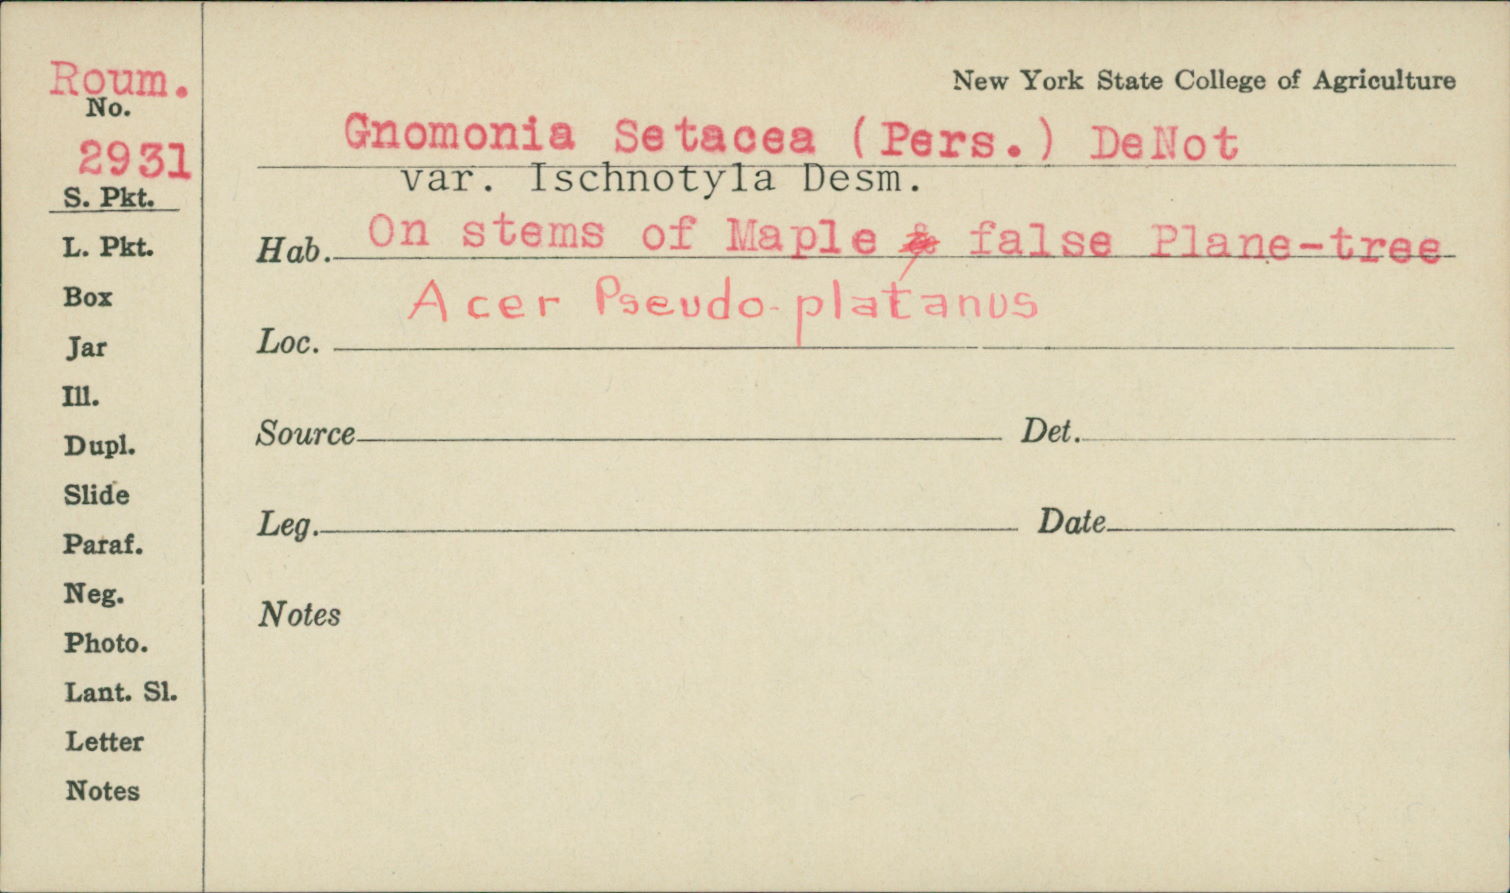 Roum.
No.
2931
S. Pkt.
L. Pkt.
Box
Jar
Ill.
Dupl.
Slide
Paraf.
Neg.
Photo.
Lant. Sl.
Letter
Notes
New York State College of Agriculture
Gnomonia Setacea (Pers.) DeNot
var. Ischnotyla Desm.
Hab. On stems of Maple & false Plane-tree
Acer Pseudo-platanus
Loc.
Source Det.
Leg. Date
Notes